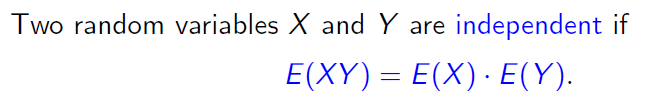 Two random variables X and Y are independent if
E(XY) = E(X) · E(Y).